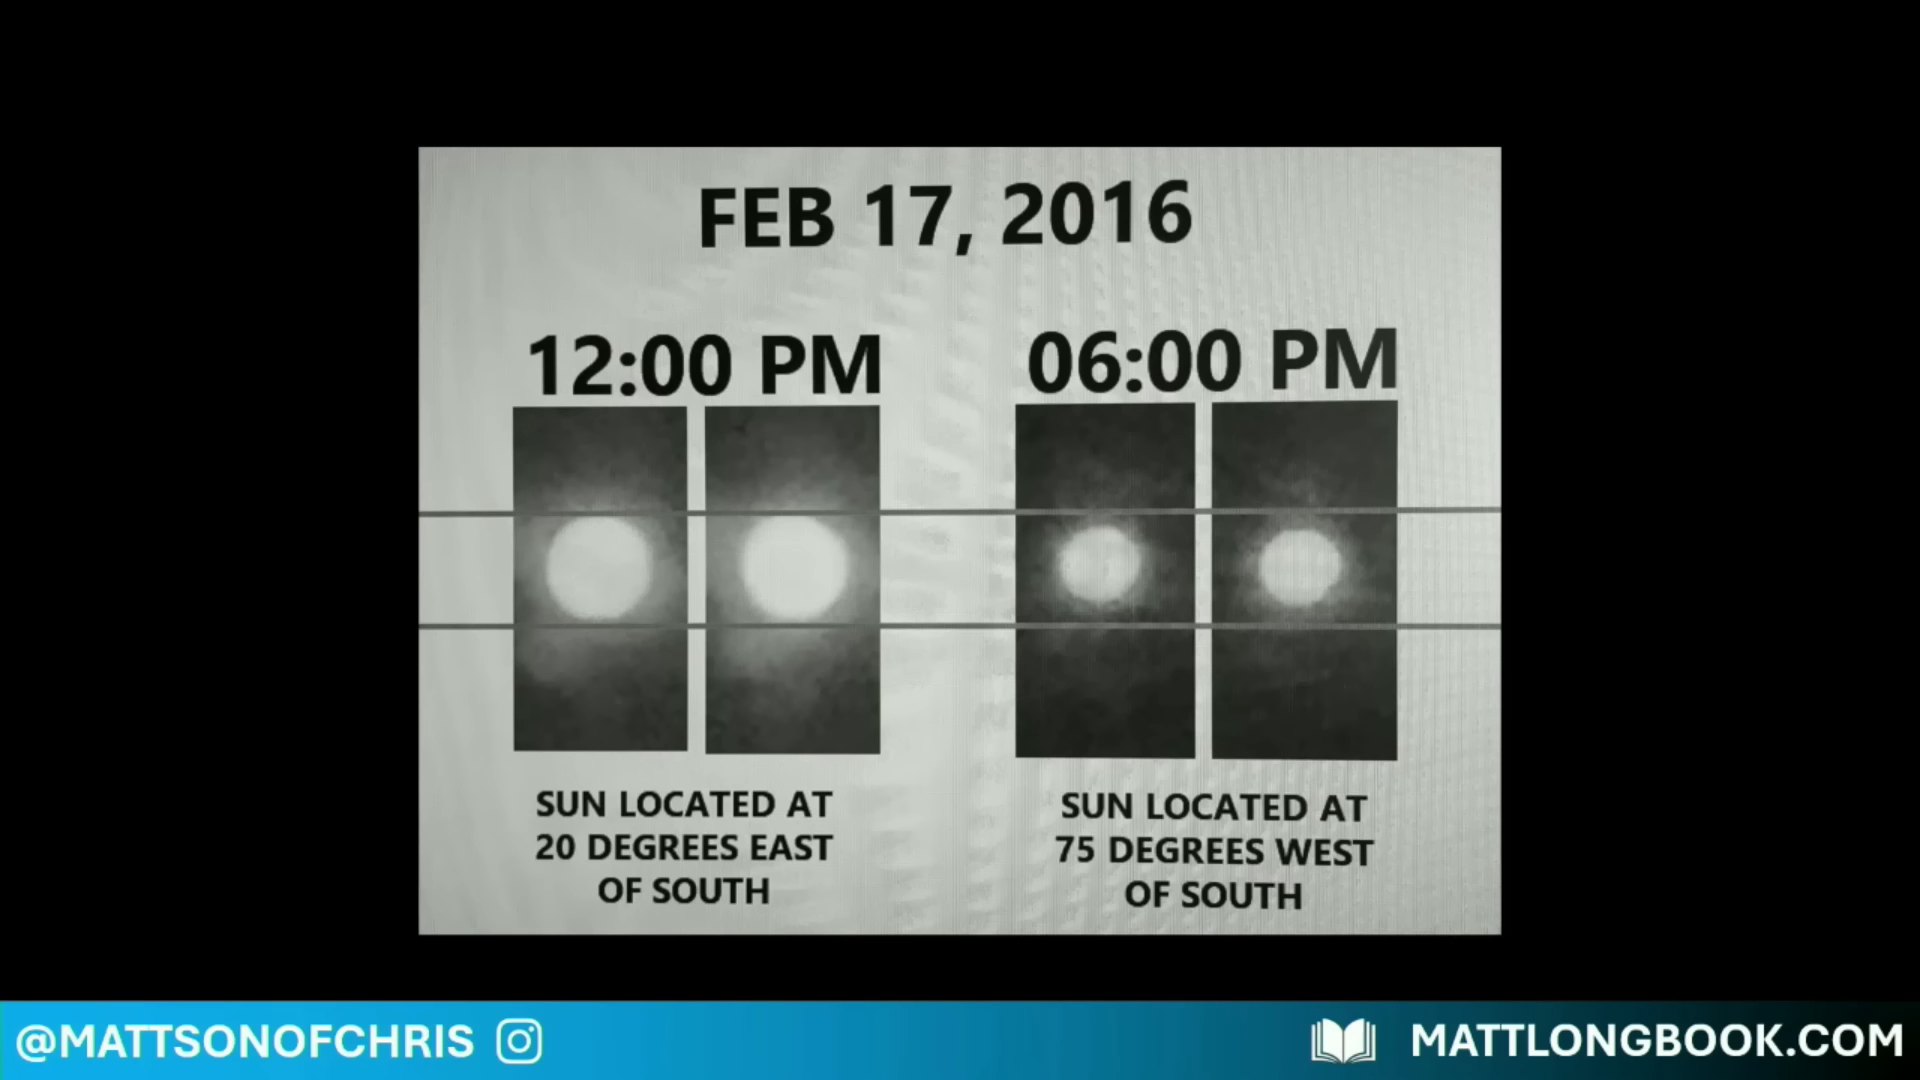 FEB 17, 2016
12:00 PM
06:00 PM
SUN LOCATED AT
20 DEGREES EAST
OF SOUTH
SUN LOCATED AT
75 DEGREES WEST
OF SOUTH
@MATTSONOFCHRIS
MATTLONGBOOK.COM